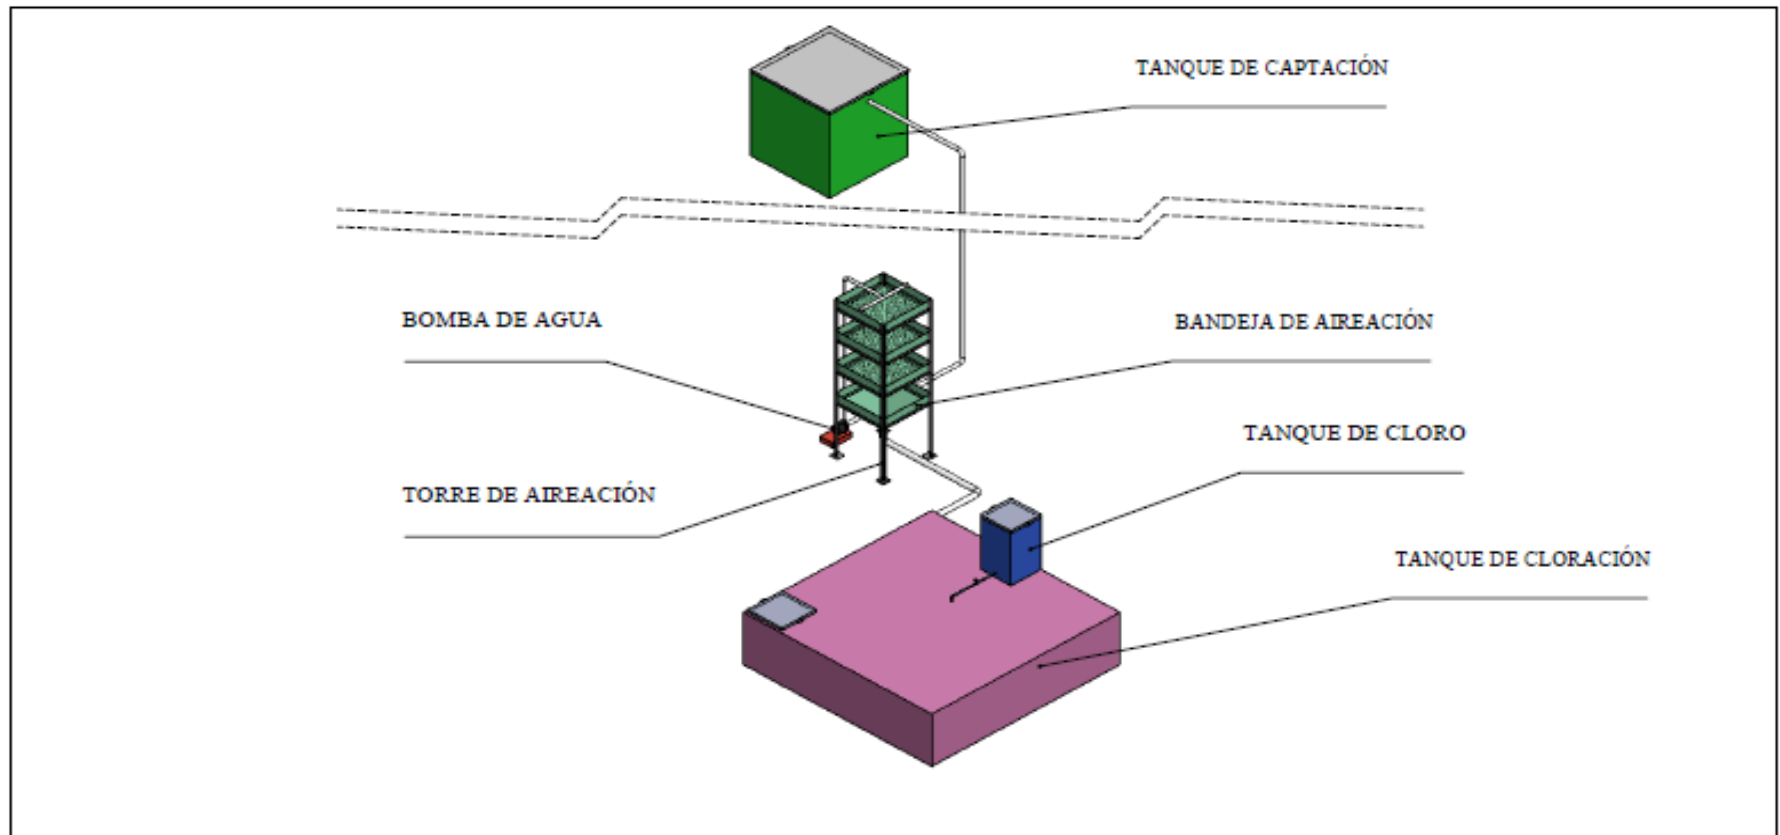 TANQUE DE CAPTACIÓN
BOMBA DE AGUA
BANDEJA DE AIREACIÓN
TANQUE DE CLORO
TORRE DE AIREACIÓN
TANQUE DE CLORACIÓN